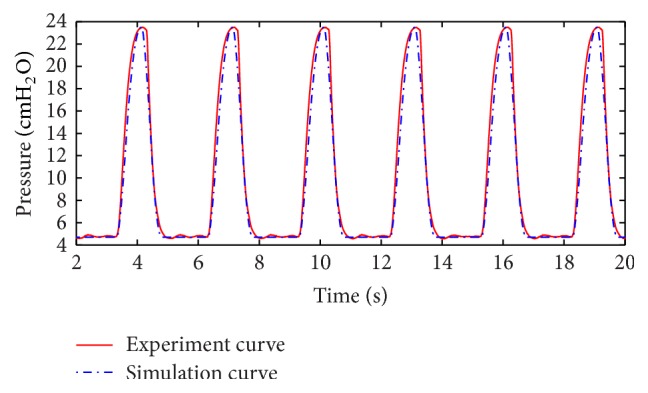 24
22
20
18
16
14
12
10
8
6
4
Pressure (cmH₂O)
2 4 6 8 10 12 14 16 18 20
Time (s)
Experiment curve
Simulation curve